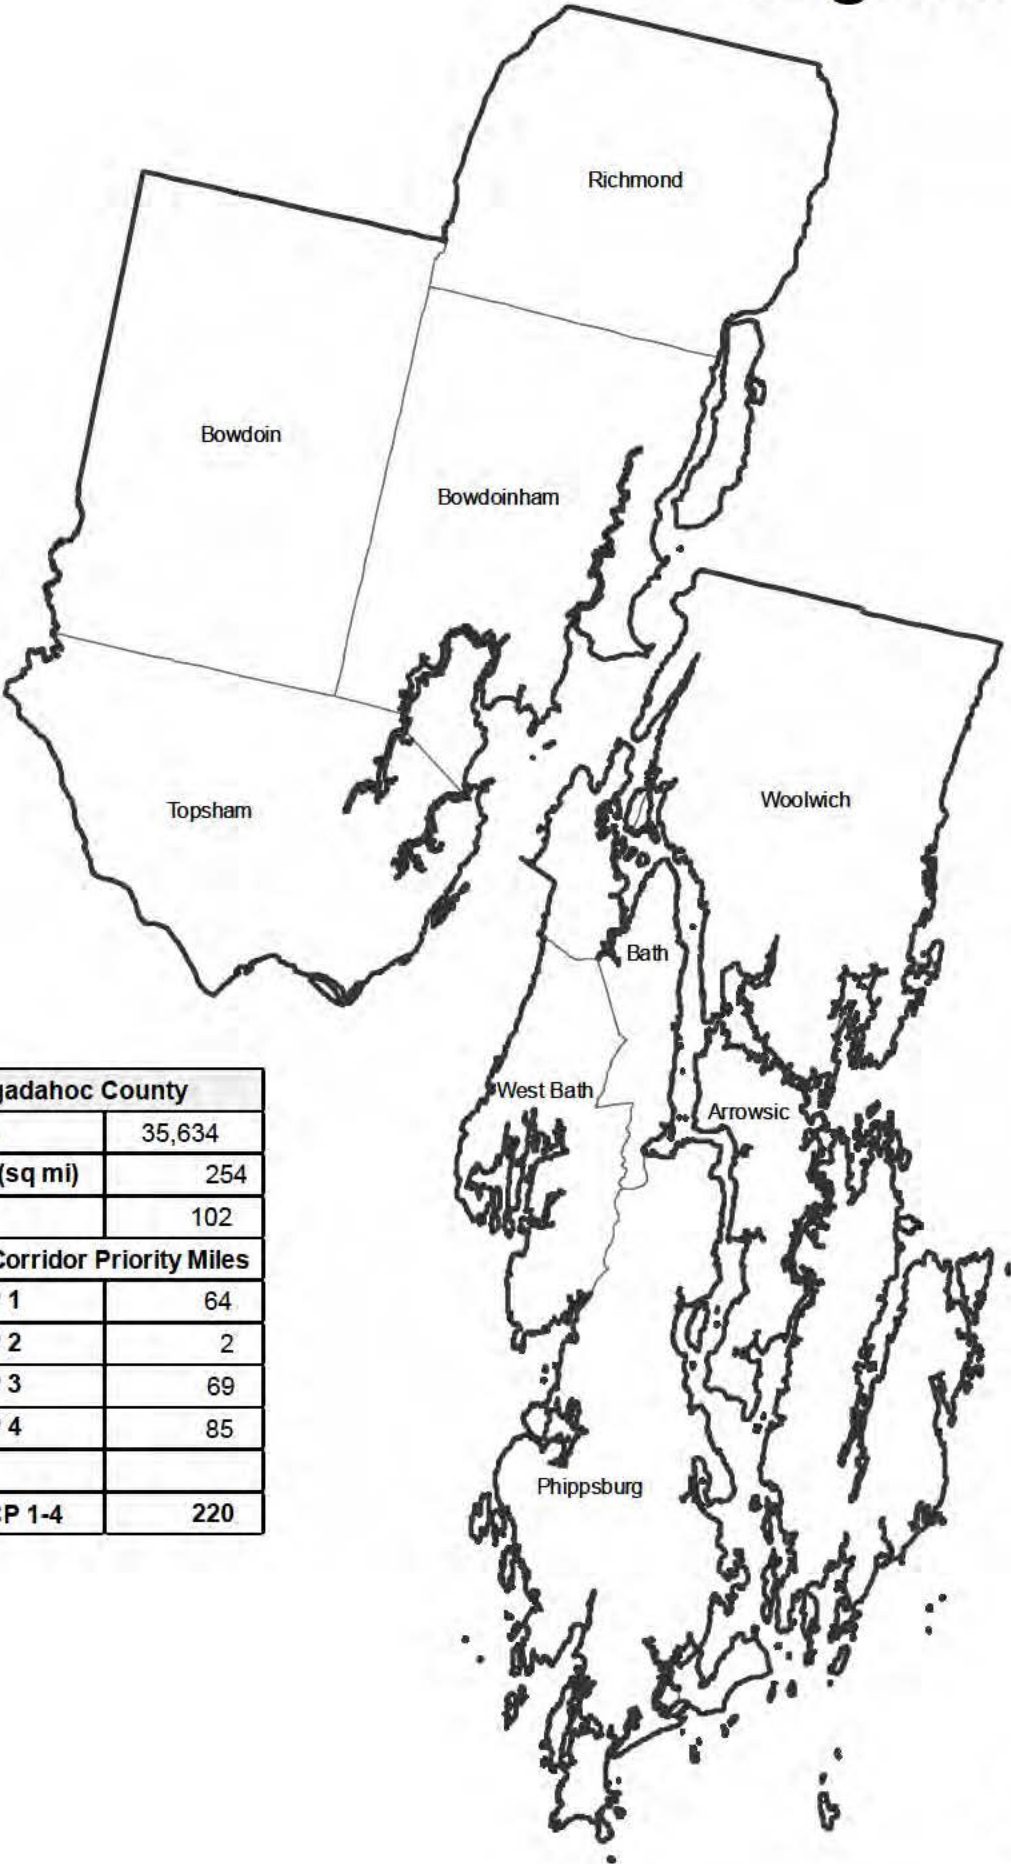 Richmond
Bowdoin
Bowdoinham
Woolwich
Topsham
Bath
West Bath
Arrowsic
Phippsburg
gadahoc County
35,634
(sq mi) 254
102
Corridor Priority Miles
1 64
2 2
3 69
4 85
P 1-4 220